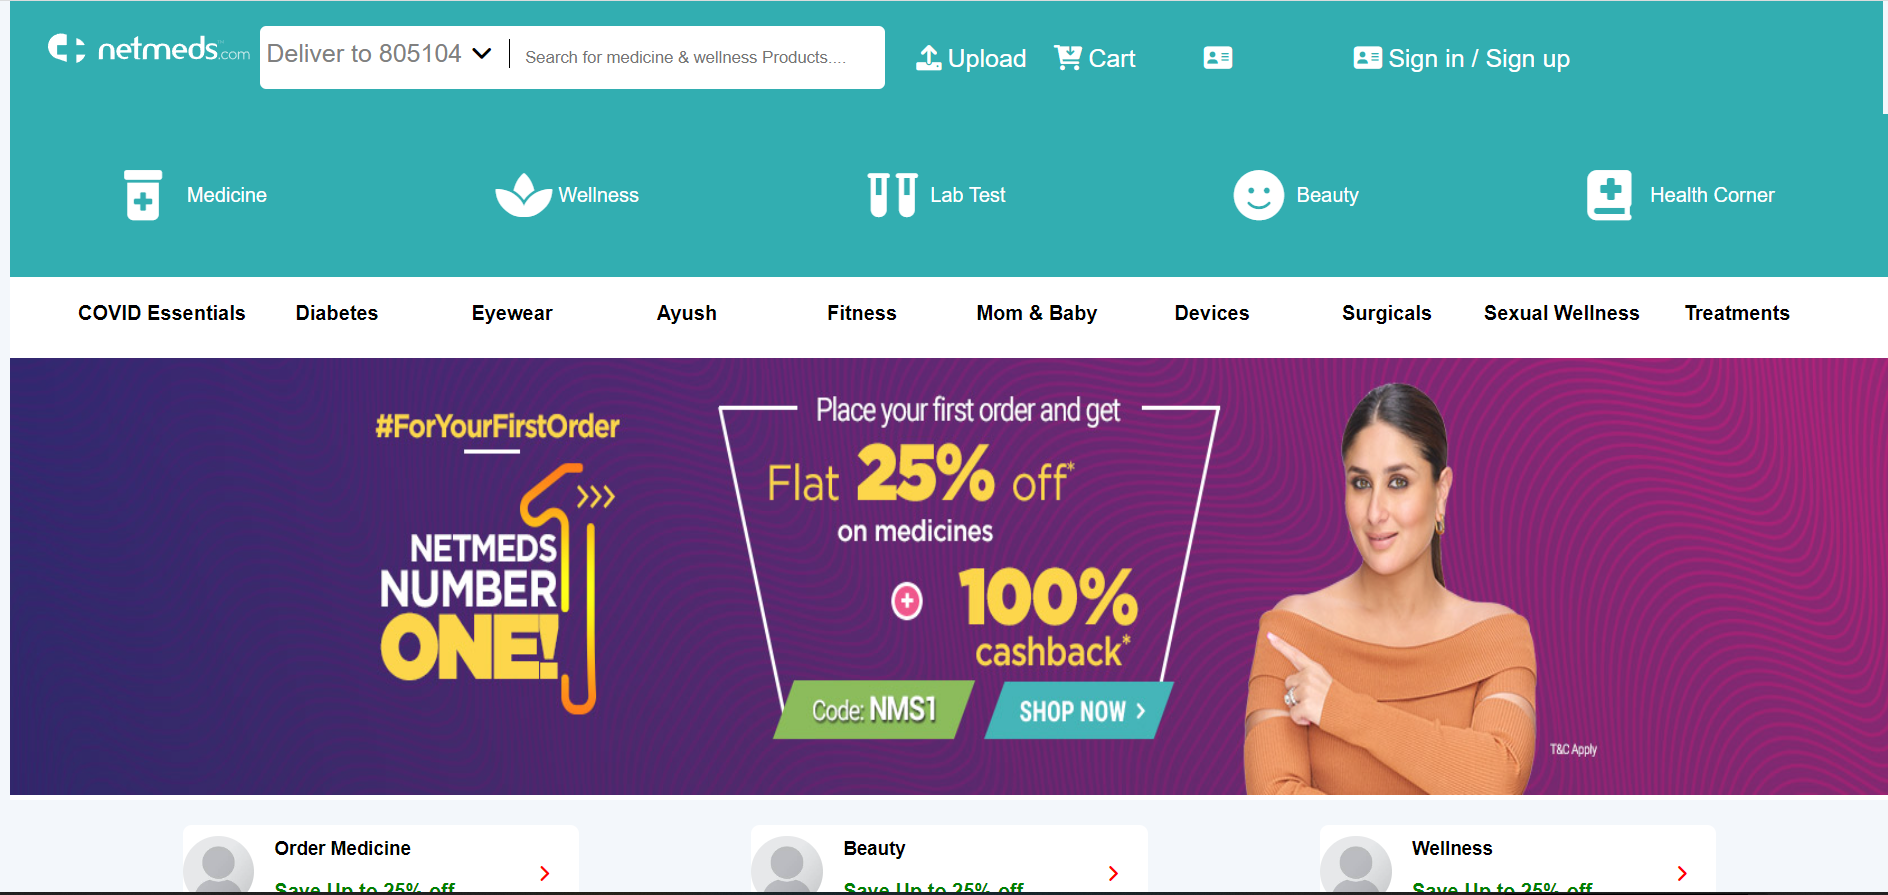 netmeds.com
Deliver to 805104
Search for medicine & wellness Products....
Upload
Cart
Sign in / Sign up
Medicine
Wellness
Lab Test
Beauty
Health Corner
COVID Essentials
Diabetes
Eyewear
Ayush
Fitness
Mom & Baby
Devices
Surgicals
Sexual Wellness
Treatments
#ForYourFirstOrder
NETMEDS
NUMBER
ONE!
Place your first order and get
Flat 25% off*
on medicines
100%
cashback*
Code: NMS1
SHOP NOW
T&C Apply
Order Medicine
Save Up to 25% off
Beauty
Save Up to 25% off
Wellness
Save Up to 25% off